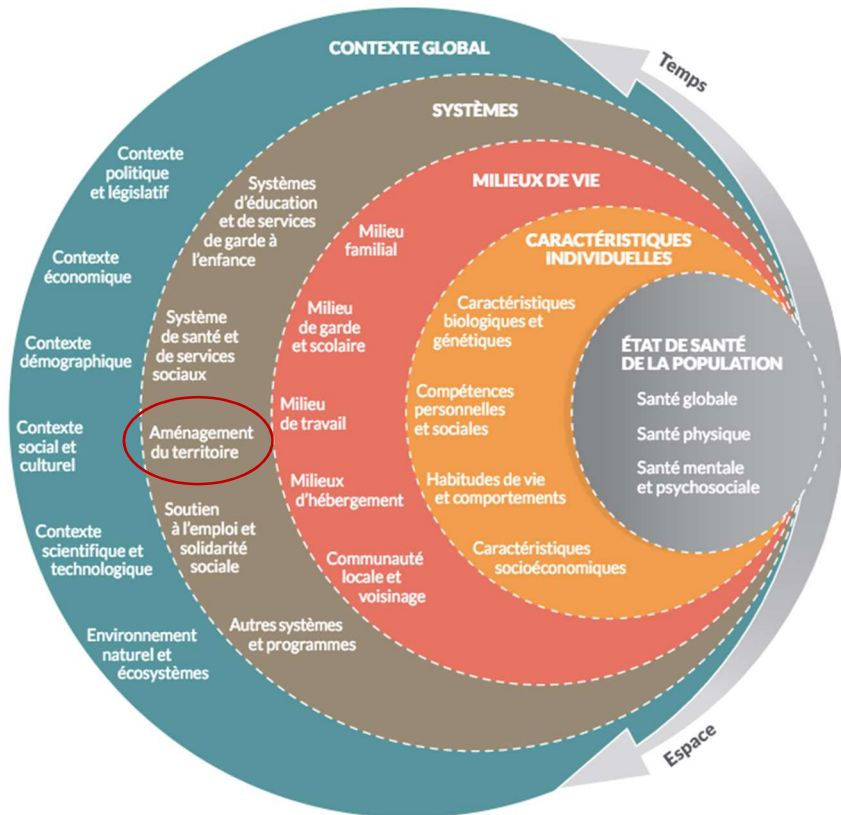 CONTEXTE GLOBAL
Temps
SYSTÈMES
Contexte
politique
et législatif
Systèmes
d'éducation
et de services
de garde à
l'enfance
MILIEUX DE VIE
Milieu
familial
CARACTÉRISTIQUES
INDIVIDUELLES
Contexte
économique
Milieu
de garde
et scolaire
Caractéristiques
biologiques et
génétiques
Système
de santé et
de services
sociaux
Contexte
démographique
ÉTAT DE SANTÉ
DE LA POPULATION
Santé globale
Santé physique
Santé mentale
et psychosociale
Compétences
personnelles
et sociales
Milieu
de travail
Contexte
social et
culturel
Aménagement
du territoire
Milieux
d'hébergement
Habitudes de vie
et comportements
Contexte
scientifique et
technologique
Soutien
à l'emploi et
solidarité
sociale
Caractéristiques
socioéconomiques
Communauté
locale et
voisinage
Environnement
naturel et
écosystèmes
Autres systèmes
et programmes
Espace